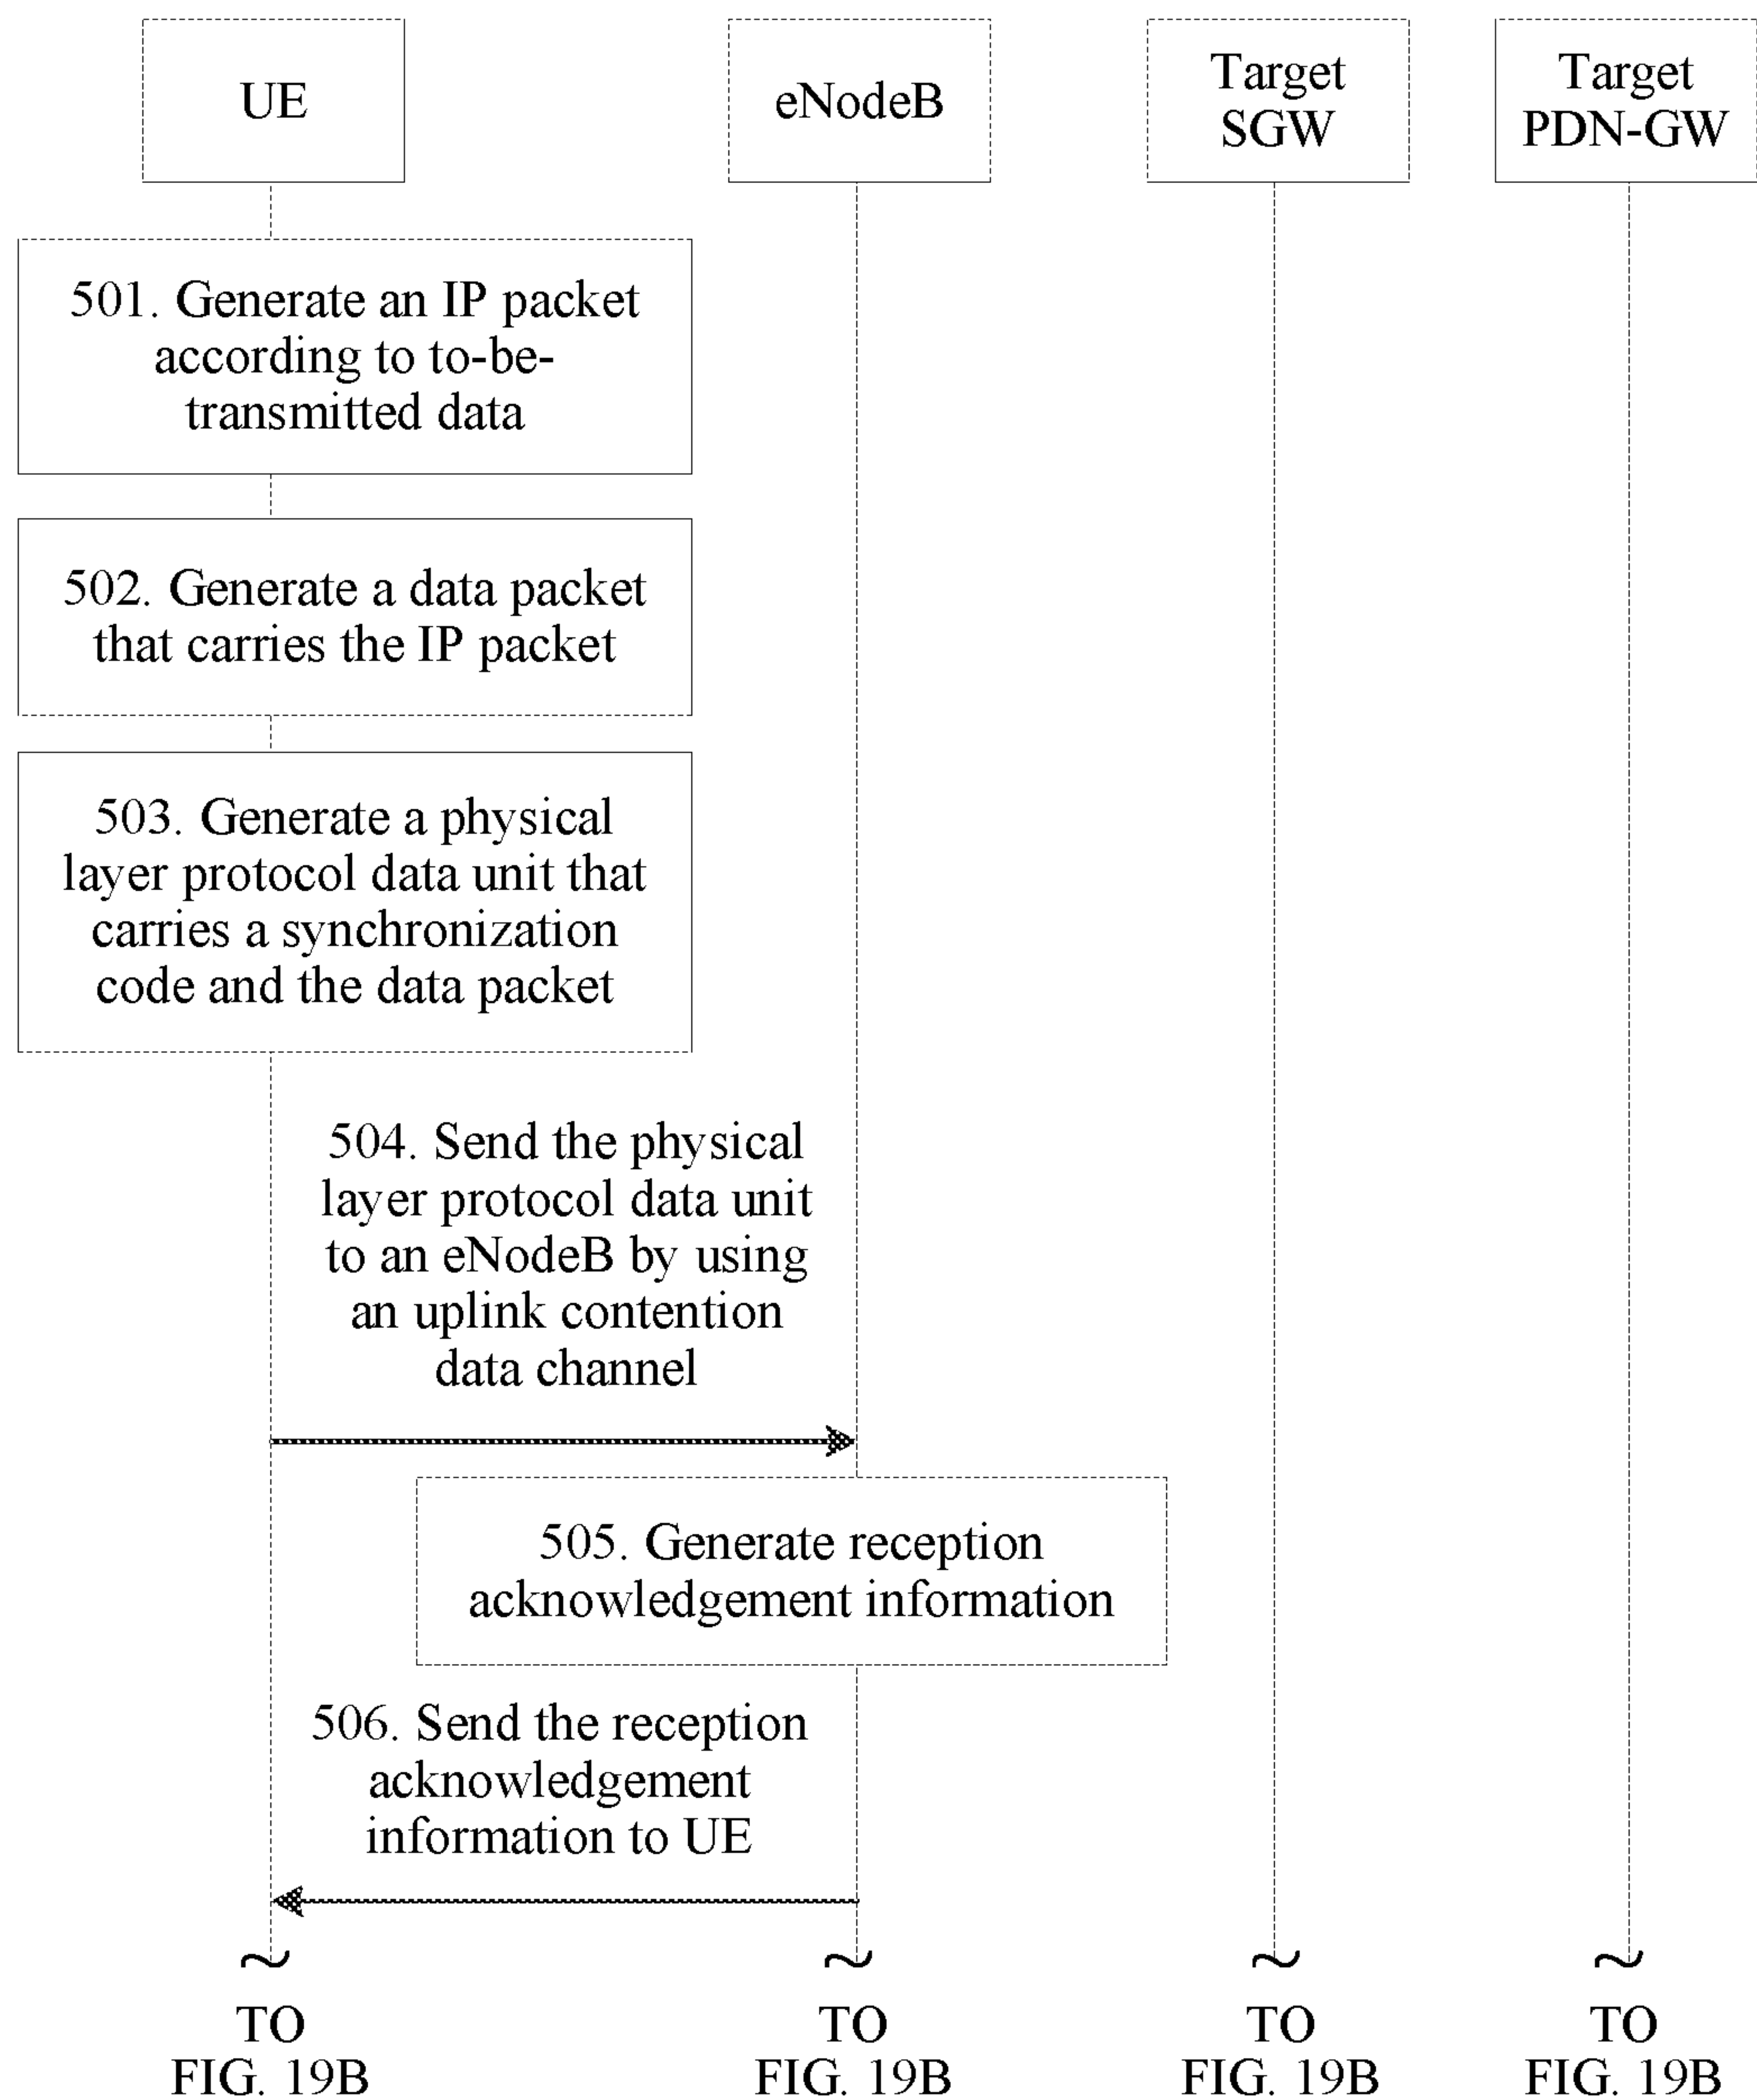 UE
eNodeB
Target
SGW
Target
PDN-GW
501. Generate an IP packet
according to to-be-
transmitted data
502. Generate a data packet
that carries the IP packet
503. Generate a physical
layer protocol data unit that
carries a synchronization
code and the data packet
504. Send the physical
layer protocol data unit
to an eNodeB by using
an uplink contention
data channel
505. Generate reception
acknowledgement information
506. Send the reception
acknowledgement
information to UE
TO
FIG. 19B
TO
FIG. 19B
TO
FIG. 19B
TO
FIG. 19B